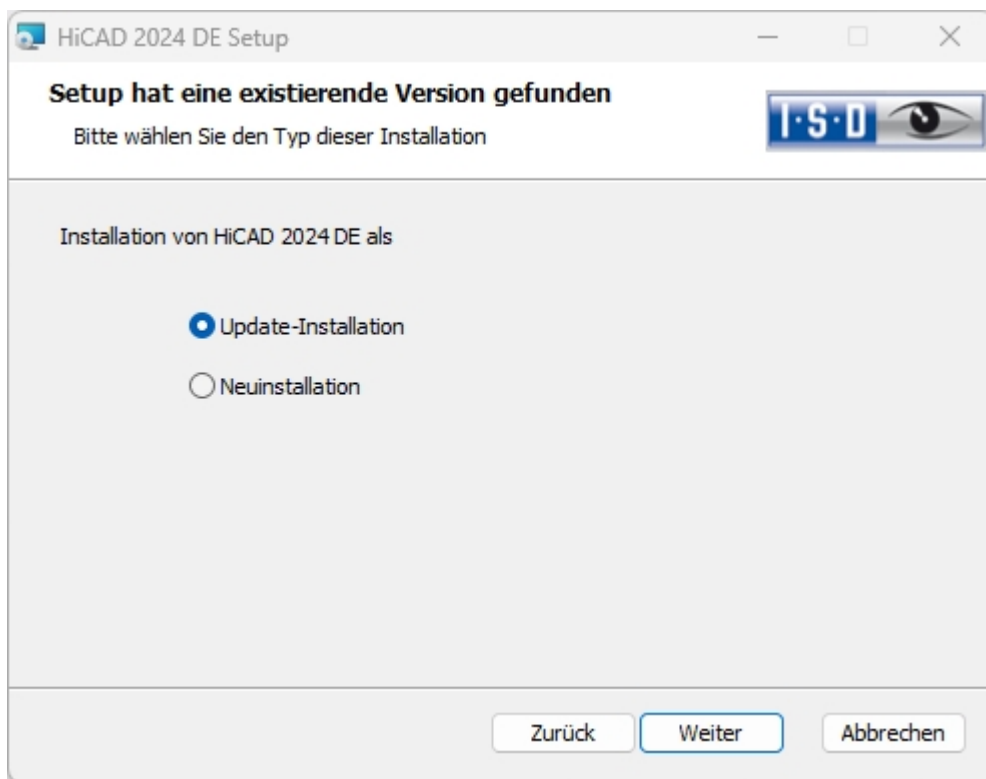 HiCAD 2024 DE Setup
Setup hat eine existierende Version gefunden
Bitte wählen Sie den Typ dieser Installation
I·S·D
Installation von HiCAD 2024 DE als
Update-Installation
Neuinstallation
Zurück Weiter Abbrechen